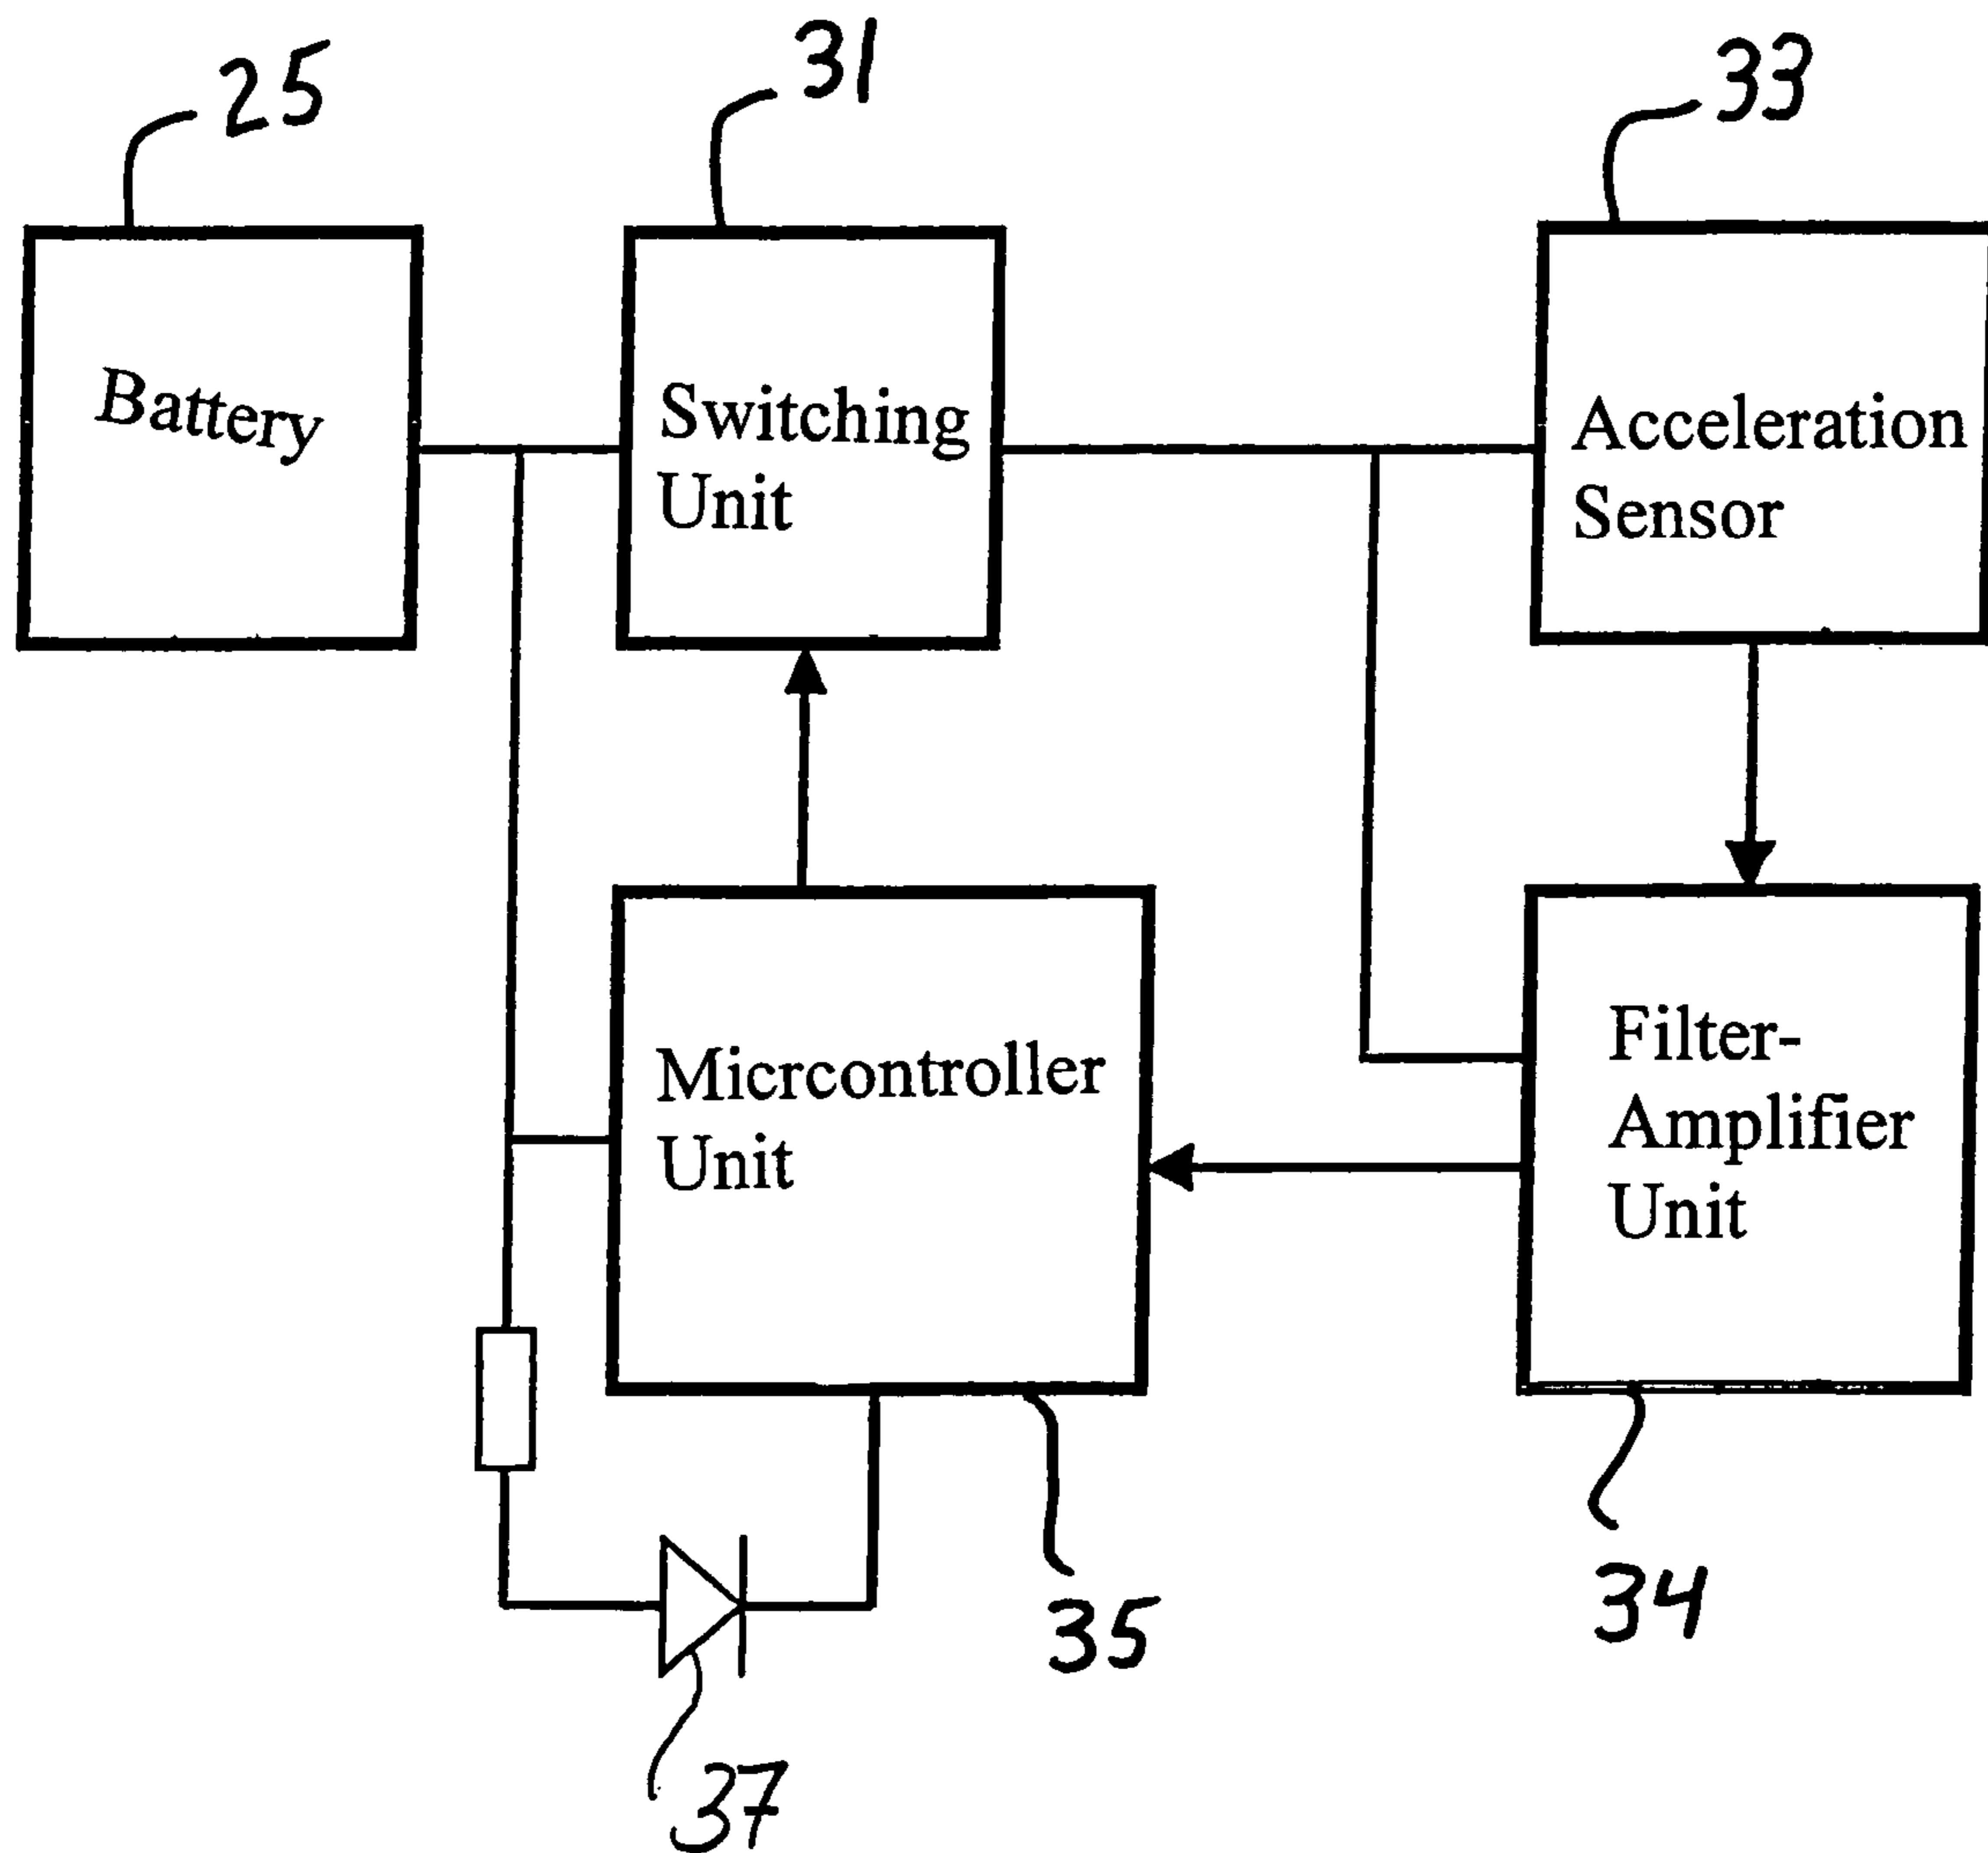 25
31
33
Battery
Switching
Unit
Acceleration
Sensor
Micrcontroller
Unit
Filter-
Amplifier
Unit
35
34
37